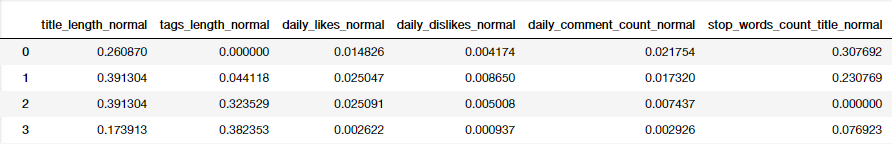 title_length_normal tags_length_normal daily_likes_normal daily_dislikes_normal daily_comment_count_normal stop_words_count_title_normal
0 0.260870 0.000000 0.014826 0.004174 0.021754 0.307692
1 0.391304 0.044118 0.025047 0.008650 0.017320 0.230769
2 0.391304 0.323529 0.025091 0.005008 0.007437 0.000000
3 0.173913 0.382353 0.002622 0.000937 0.002926 0.076923